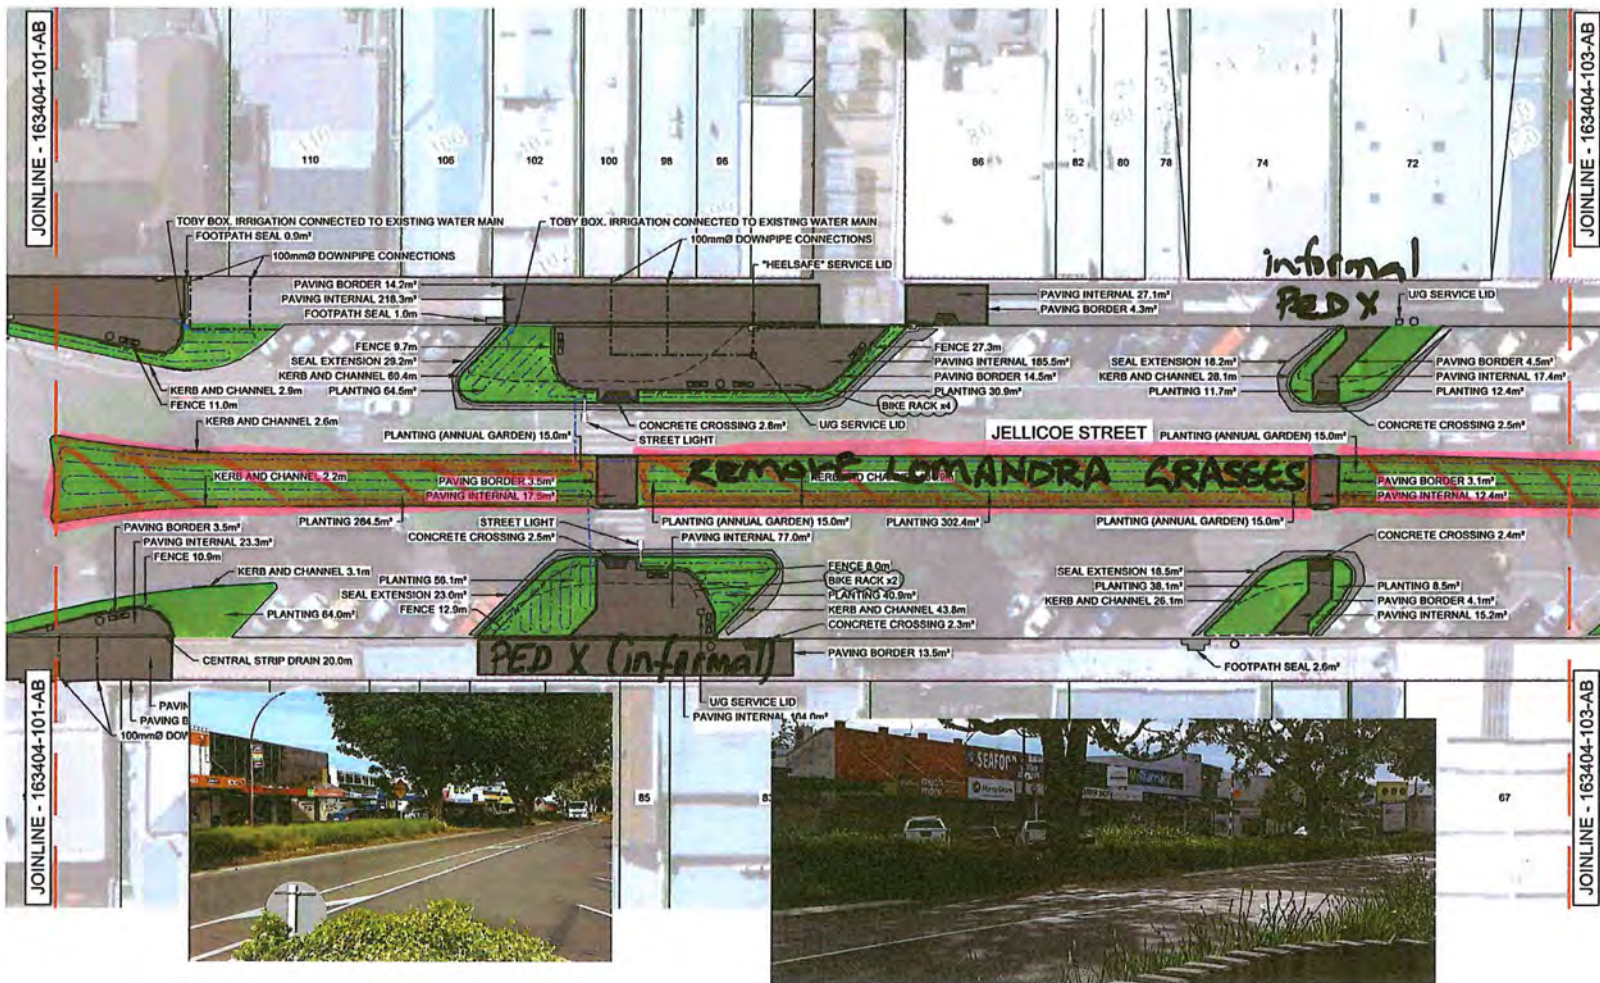 JOINLINE - 163404-101-AB
JOINLINE - 163404-103-AB
110
106
102
100
98
96
86
82
80
78
74
72
TOBY BOX. IRRIGATION CONNECTED TO EXISTING WATER MAIN
FOOTPATH SEAL 0.9m²
100mmØ DOWNPIPE CONNECTIONS
TOBY BOX. IRRIGATION CONNECTED TO EXISTING WATER MAIN
100mmØ DOWNPIPE CONNECTIONS
"HEELSAFE" SERVICE LID
informal
PED X
U/G SERVICE LID
PAVING BORDER 14.2m²
PAVING INTERNAL 218.3m²
FOOTPATH SEAL 1.0m
PAVING INTERNAL 27.1m²
PAVING BORDER 4.3m²
FENCE 9.7m
SEAL EXTENSION 29.2m²
KERB AND CHANNEL 60.4m
PLANTING 64.5m²
FENCE 27.3m
PAVING INTERNAL 185.5m²
PAVING BORDER 14.5m²
PLANTING 30.9m²
BIKE RACK x4
SEAL EXTENSION 18.2m²
KERB AND CHANNEL 28.1m
PLANTING 11.7m²
PAVING BORDER 4.5m²
PAVING INTERNAL 17.4m²
PLANTING 12.4m²
KERB AND CHANNEL 2.9m
FENCE 11.0m
KERB AND CHANNEL 2.6m
CONCRETE CROSSING 2.8m²
STREET LIGHT
U/G SERVICE LID
CONCRETE CROSSING 2.5m²
PLANTING (ANNUAL GARDEN) 15.0m²
JELLICOE STREET
PLANTING (ANNUAL GARDEN) 15.0m²
REMOVE LOMANDRA GRASSES
KERB AND CHANNEL 2.2m
PAVING BORDER 3.5m²
PAVING INTERNAL 17.5m²
PAVING BORDER 3.1m²
PAVING INTERNAL 12.4m²
PLANTING 264.5m²
PLANTING (ANNUAL GARDEN) 15.0m²
PLANTING 302.4m²
PLANTING (ANNUAL GARDEN) 15.0m²
PAVING BORDER 3.5m²
PAVING INTERNAL 23.3m²
FENCE 10.9m
KERB AND CHANNEL 3.1m
PLANTING 64.0m²
STREET LIGHT
CONCRETE CROSSING 2.5m²
PAVING INTERNAL 77.0m²
CONCRETE CROSSING 2.4m²
PLANTING 56.1m²
SEAL EXTENSION 23.0m²
FENCE 12.9m
FENCE 8.0m
BIKE RACK x2
PLANTING 40.9m²
KERB AND CHANNEL 43.8m
CONCRETE CROSSING 2.3m²
SEAL EXTENSION 18.5m²
PLANTING 38.1m²
KERB AND CHANNEL 26.1m
PLANTING 8.5m²
PAVING BORDER 4.1m²
PAVING INTERNAL 15.2m²
PED X (informal)
PAVING BORDER 13.5m²
CENTRAL STRIP DRAIN 20.0m
FOOTPATH SEAL 2.6m²
U/G SERVICE LID
PAVING INTERNAL 104.0m²
PAVIN
PAVING B
100mmØ DOW
85
67
SEAFOO
much
more
JOINLINE - 163404-101-AB
JOINLINE - 163404-103-AB